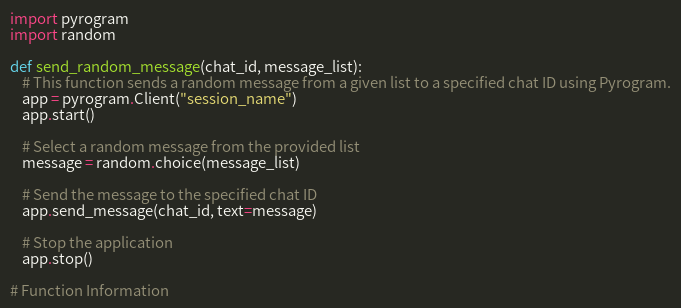 import pyrogram
import random
def send_random_message(chat_id, message_list):
# This function sends a random message from a given list to a specified chat ID using Pyrogram.
app = pyrogram.Client("session_name")
app.start()
# Select a random message from the provided list
message = random.choice(message_list)
# Send the message to the specified chat ID
app.send_message(chat_id, text=message)
# Stop the application
app.stop()
# Function Information